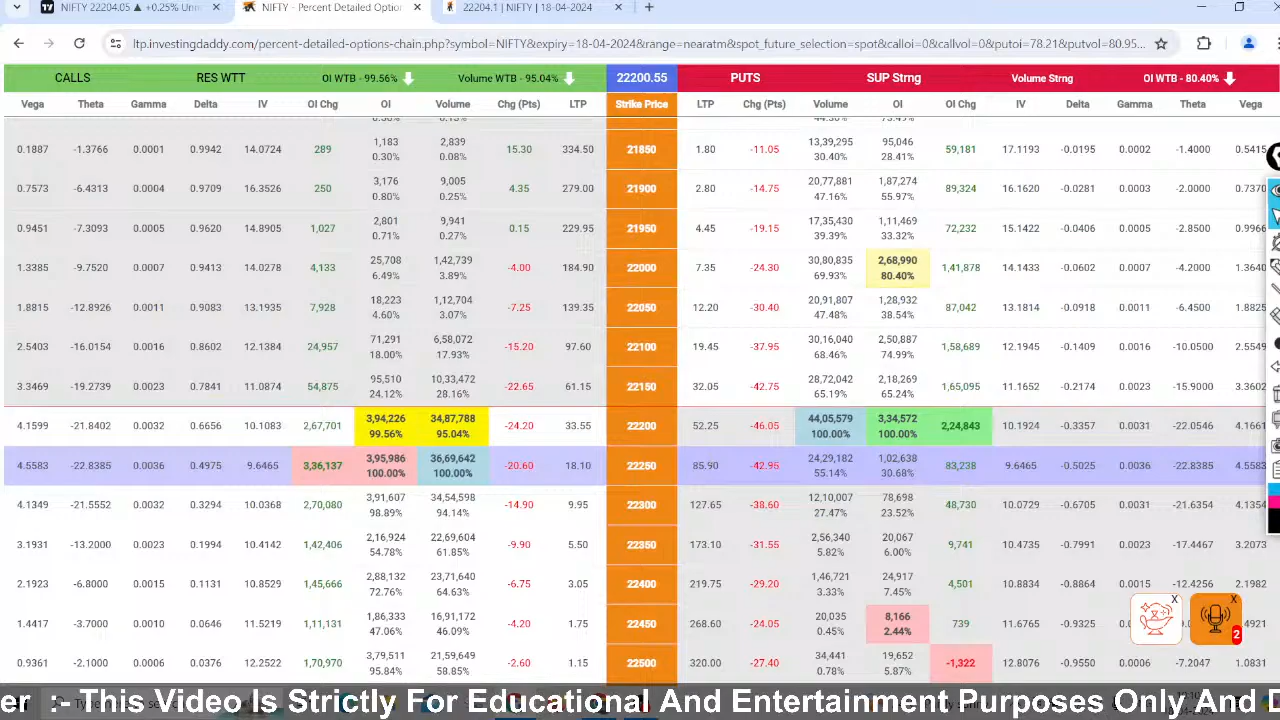 NIFTY 22204.05 ▲ +0.25% Unn
NIFTY - Percent Detailed Option
22204.1 | NIFTY | 18-04-2024
ltp.investingdaddy.com/percent-detailed-options-chain.php?symbol=NIFTY&expiry=18-04-2024&range=nearatm&spot_future_selection=spot&calloi=0&callvol=0&putoi=78.21&putvol=80.95...
CALLS RES WTT OI WTB - 99.56% Volume WTB - 95.04% 22200.55 PUTS SUP Strng Volume Strng OI WTB - 80.40%
Vega Theta Gamma Delta IV OI Chg OI Volume Chg (Pts) LTP Strike Price LTP Chg (Pts) Volume OI OI Chg IV Delta Gamma Theta Vega
0.1887 -1.3766 0.0001 0.9942 14.0724 289 1,183 2,839 15.30 334.50 21850 1.80 -11.05 13,39,295 95,046 59,181 17.1193 -0.0195 0.0002 -1.4000 0.5415
0.30% 0.08% 30.40% 28.41%
0.7573 -6.4313 0.0004 0.9709 16.3526 250 3,176 9,005 4.35 279.00 21900 2.80 -14.75 20,77,881 1,87,274 89,324 16.1620 -0.0281 0.0003 -2.0000 0.7370
0.80% 0.25% 47.16% 55.97%
0.9451 -7.3093 0.0005 0.9620 14.8905 1,027 2,801 9,941 0.15 229.95 21950 4.45 -19.15 17,35,430 1,11,469 72,232 15.1422 -0.0406 0.0005 -2.8500 0.9966
0.71% 0.27% 39.39% 33.32%
1.3385 -9.7520 0.0007 0.9413 14.0278 4,133 25,708 1,42,739 -4.00 184.90 22000 7.35 -24.30 30,80,835 2,68,990 1,41,878 14.1433 -0.0602 0.0007 -4.2000 1.3640
6.49% 3.89% 69.93% 80.40%
1.8815 -12.8926 0.0011 0.9083 13.1935 7,928 18,223 1,12,704 -7.25 139.35 22050 12.20 -30.40 20,91,807 1,28,932 87,042 13.1814 -0.0918 0.0011 -6.4500 1.8825
4.60% 3.07% 47.48% 38.54%
2.5403 -16.0154 0.0016 0.8602 12.1384 24,957 71,291 6,58,072 -15.20 97.60 22100 19.45 -37.95 30,16,040 2,50,887 1,58,689 12.1945 -0.1409 0.0016 -10.0500 2.5549
18.00% 17.93% 68.46% 74.99%
3.3469 -19.2739 0.0023 0.7841 11.0874 54,875 95,510 10,33,472 -22.65 61.15 22150 32.05 -42.75 28,72,042 2,18,269 1,65,095 11.1652 -0.2174 0.0023 -15.9000 3.3602
24.12% 28.16% 65.19% 65.24%
4.1599 -21.8402 0.0032 0.6656 10.1083 2,67,701 3,94,226 34,87,788 -24.20 33.55 22200 52.25 -46.05 44,05,579 3,34,572 2,24,843 10.1924 -0.3357 0.0031 -22.0546 4.1661
99.56% 95.04% 100.00% 100.00%
4.5583 -22.8385 0.0036 0.4975 9.6465 3,36,137 3,95,986 36,69,642 -20.60 18.10 22250 85.90 -42.95 24,29,182 1,02,638 83,238 9.6465 -0.5025 0.0036 -22.8385 4.5583
100.00% 100.00% 55.14% 30.68%
4.1349 -21.5552 0.0032 0.3294 10.0368 2,70,080 3,91,607 34,54,598 -14.90 9.95 22300 127.65 -38.60 12,10,007 78,698 48,730 10.0729 -0.6705 0.0031 -21.6354 4.1354
98.89% 94.14% 27.47% 23.52%
3.1931 -13.2000 0.0023 0.1994 10.4142 1,42,406 2,16,924 22,69,604 -9.90 5.50 22350 173.10 -31.55 2,56,340 20,067 9,741 10.4735 -0.7991 0.0023 -17.4467 3.2073
54.78% 61.85% 5.82% 6.00%
2.1923 -6.8000 0.0015 0.1131 10.8529 1,45,666 2,88,132 23,71,640 -6.75 3.05 22400 219.75 -29.20 1,46,721 24,917 4,501 10.8834 -0.8864 0.0015 -12.4256 2.1982
72.76% 64.63% 3.33% 7.45%
1.4417 -3.7000 0.0010 0.0646 11.5219 1,11,131 1,86,333 16,91,172 -4.20 1.75 22450 268.60 -24.05 20,035 8,166 739 11.6765 -0.9325
47.06% 46.09% 0.45% 2.44%
0.9361 -2.1000 0.0006 0.0376 12.2522 1,70,970 3,79,511 21,59,649 -2.60 1.15 22500 320.00 -27.40 34,441 19,652 -1,322 12.8076 -0.9550 0.0006 -7.2047 1.0831
95.84% 58.85% 0.78% 5.87%
X X
2
er :- This Video Is Strictly For Educational And Entertainment Purposes Only And D